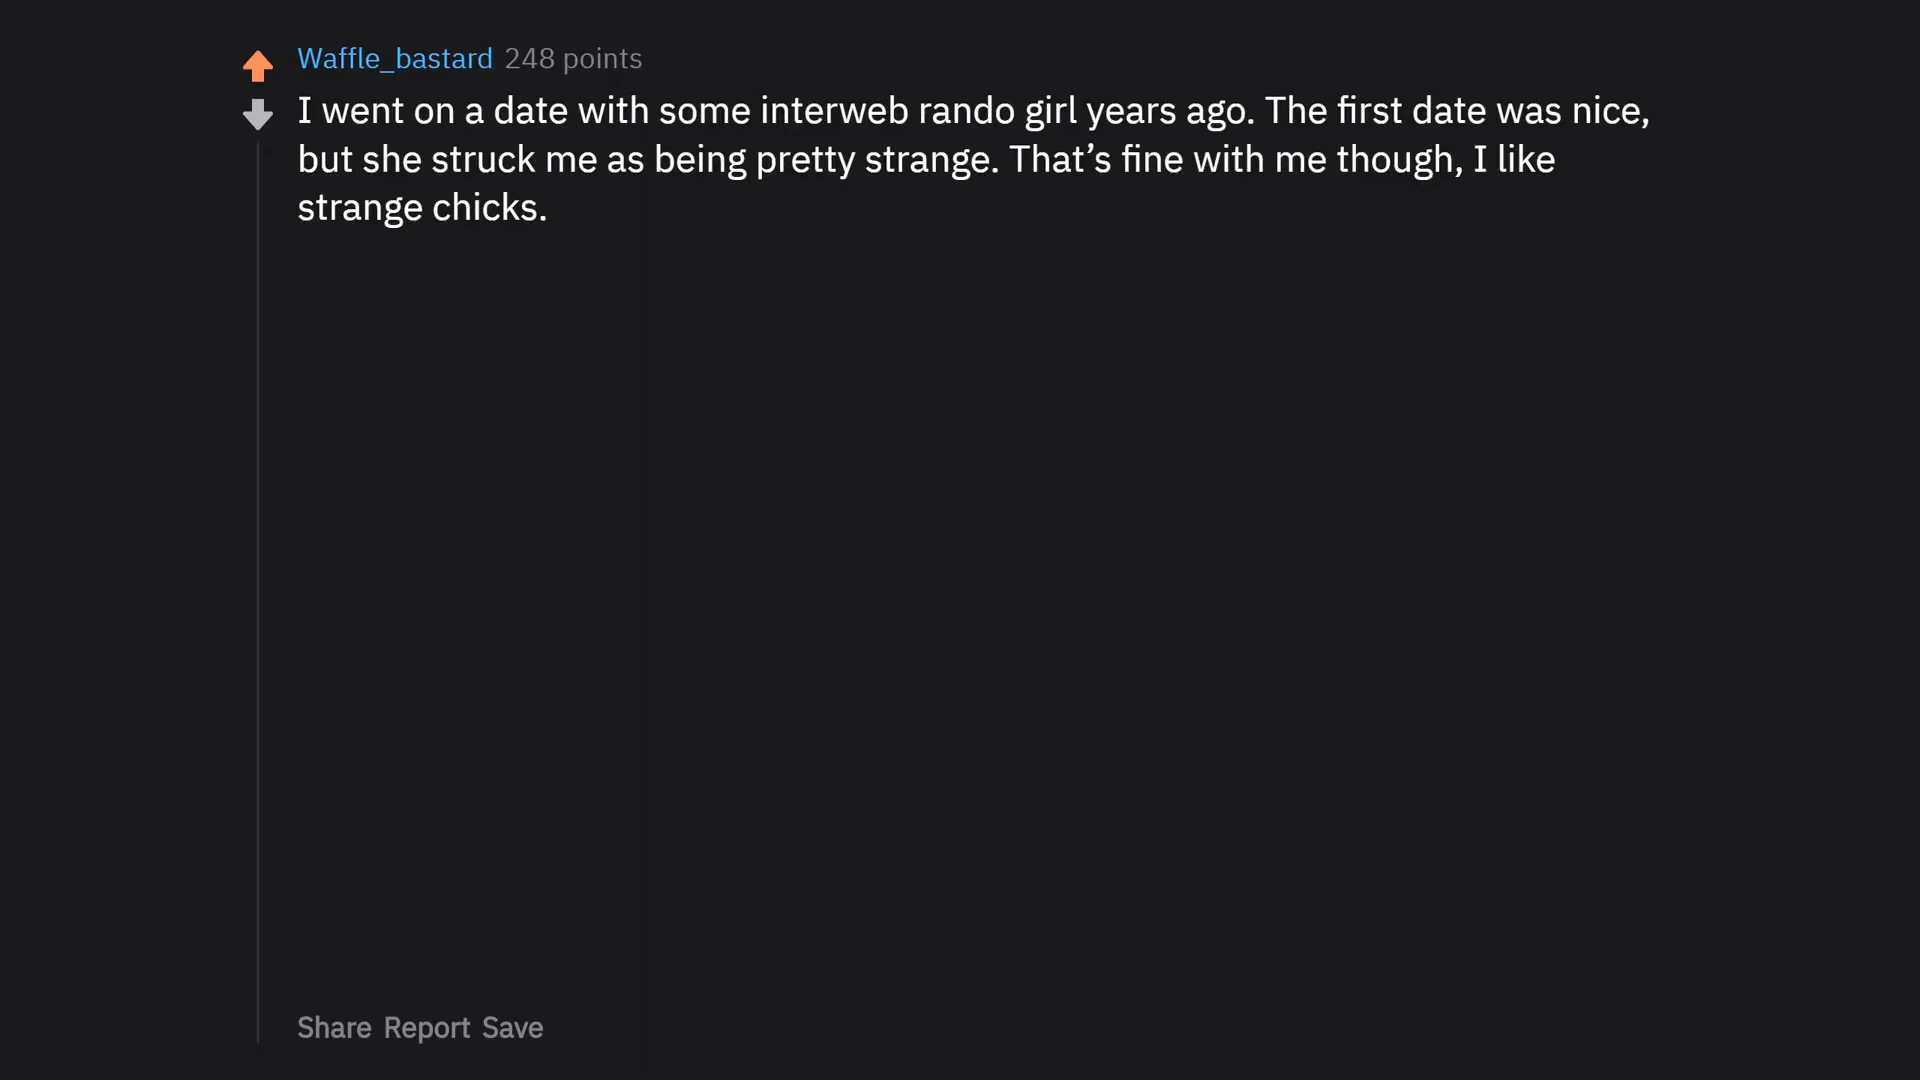 Waffle_bastard 248 points
I went on a date with some interweb rando girl years ago. The first date was nice,
but she struck me as being pretty strange. That’s fine with me though, I like
strange chicks.
Share Report Save